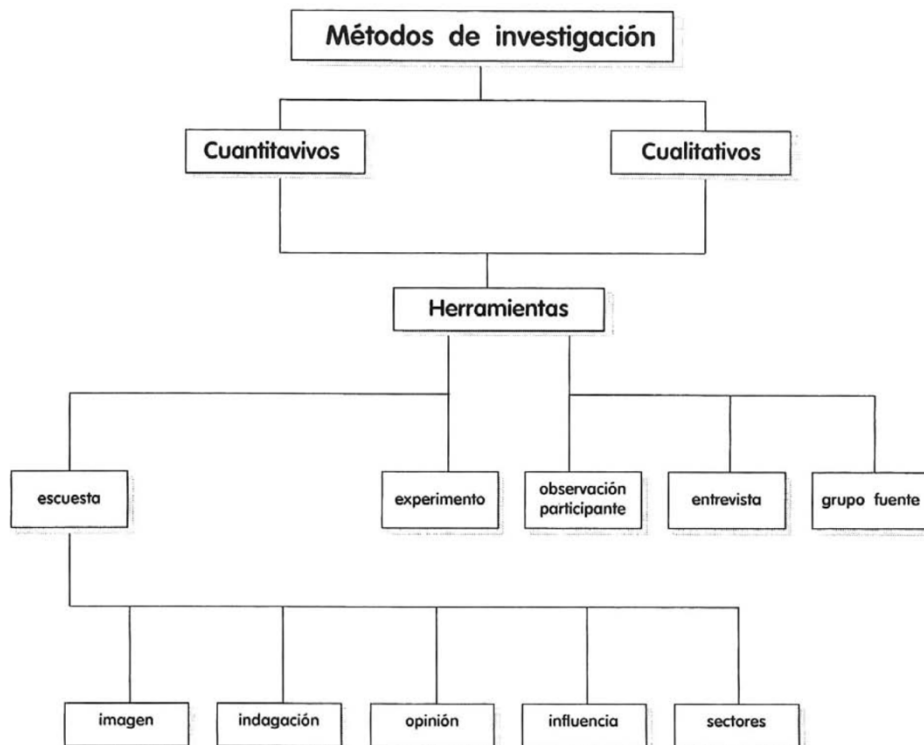 Métodos de investigación
Cuantitavivos
Cualitativos
Herramientas
escuesta
experimento
observación
participante
entrevista
grupo fuente
imagen
indagación
opinión
influencia
sectores